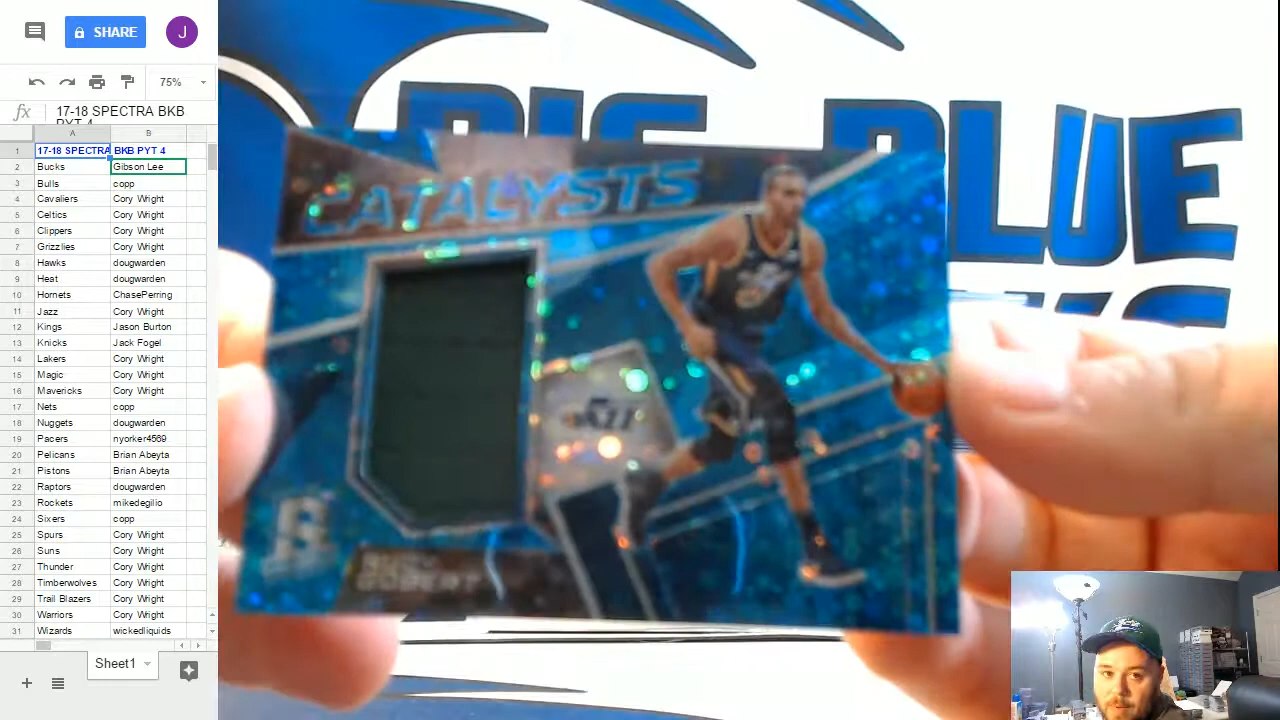 SHARE
J
75%
fx
17-18 SPECTRA BKB
PYT 4
A B
1 17-18 SPECTRA BKB PYT 4
2 Bucks Gibson Lee
3 Bulls copp
4 Cavaliers Cory Wright
5 Celtics Cory Wright
6 Clippers Cory Wright
7 Grizzlies Cory Wright
8 Hawks dougwarden
9 Heat dougwarden
10 Hornets ChasePerring
11 Jazz Cory Wright
12 Kings Jason Burton
13 Knicks Jack Fogel
14 Lakers Cory Wright
15 Magic Cory Wright
16 Mavericks Cory Wright
17 Nets copp
18 Nuggets dougwarden
19 Pacers nyorker4569
20 Pelicans Brian Abeyta
21 Pistons Brian Abeyta
22 Raptors dougwarden
23 Rockets mikedegilio
24 Sixers copp
25 Spurs Cory Wright
26 Suns Cory Wright
27 Thunder Cory Wright
28 Timberwolves Cory Wright
29 Trail Blazers Cory Wright
30 Warriors Cory Wright
31 Wizards wickedliquids
Sheet1
BIG BLUE
CATALYSTS
JAZZ
RUDY
GOBERT